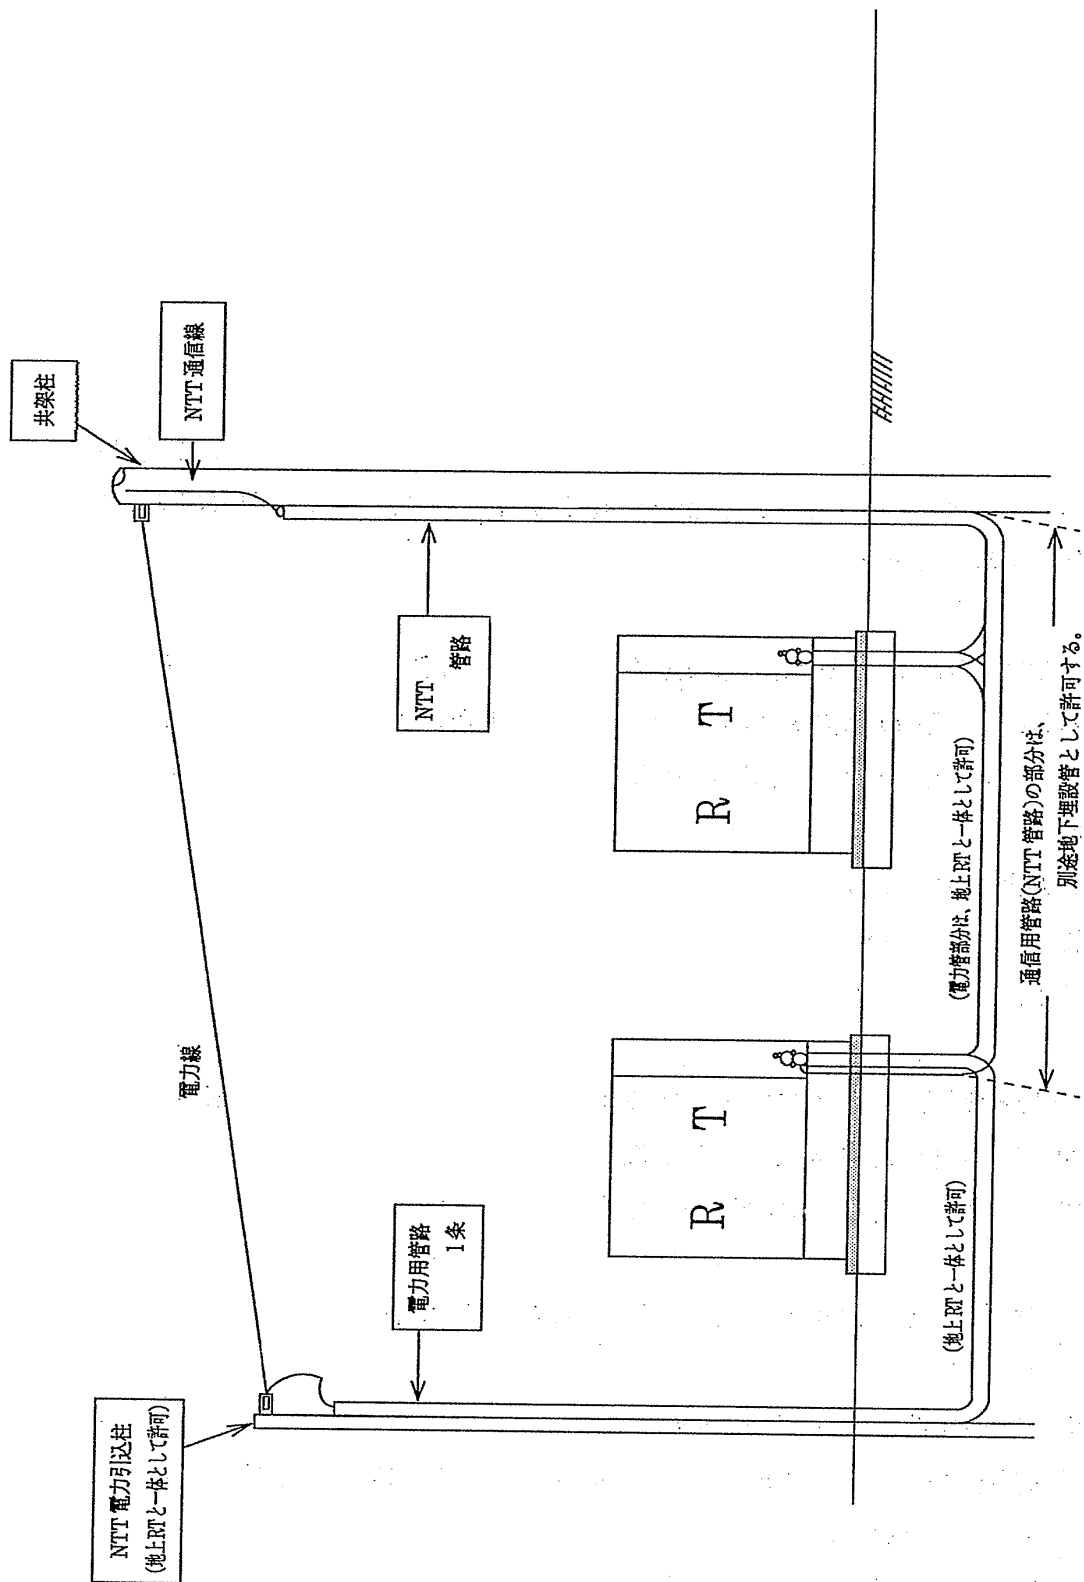 共架柱
NTT 通信線
電力線
NTT 電力引込柱
(地上RTと一体として許可)
電力用管路
1条
NTT
管路
R T
R T
(地上RTと一体として許可)
(電力管部分は、地上RTと一体として許可)
通信用管路(NTT 管路)の部分は、
別途地下埋設管として許可する。